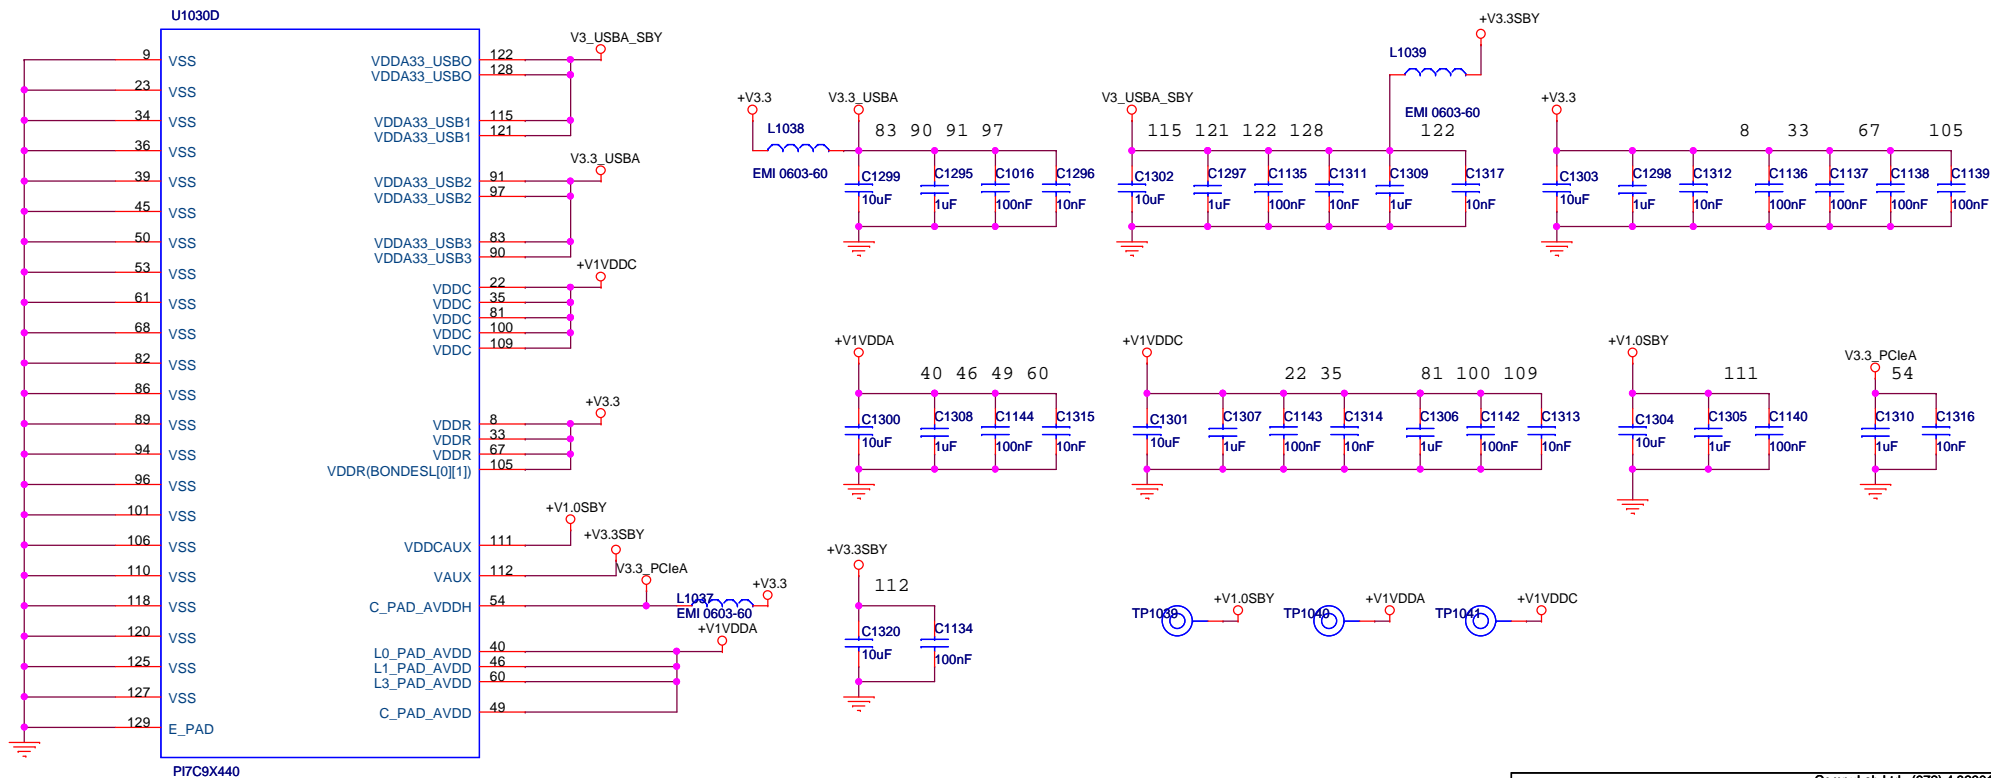 U1030D
9 VSS
23 VSS
34 VSS
36 VSS
39 VSS
45 VSS
50 VSS
53 VSS
61 VSS
68 VSS
82 VSS
86 VSS
89 VSS
94 VSS
96 VSS
101 VSS
106 VSS
110 VSS
118 VSS
120 VSS
125 VSS
127 VSS
129 E_PAD
PI7C9X440
V3_USBA_SBY
VDDA33_USBO 122
VDDA33_USBO 128
VDDA33_USB1 115
VDDA33_USB1 121
V3.3_USBA
VDDA33_USB2 91
VDDA33_USB2 97
VDDA33_USB3 83
VDDA33_USB3 90
+V1VDDC
VDDC 22
VDDC 35
VDDC 81
VDDC 100
VDDC 109
+V3.3
VDDR 8
VDDR 33
VDDR 67
VDDR(BONDESL[0][1]) 105
+V1.0SBY
VDDCAUX 111
+V3.3SBY
VAUX 112
V3.3_PCIeA
C_PAD_AVDDH 54
L1037
EMI 0603-60
+V3.3
+V1VDDA
L0_PAD_AVDD 40
L1_PAD_AVDD 46
L3_PAD_AVDD 60
C_PAD_AVDD 49
+V3.3
L1038
EMI 0603-60
V3.3_USBA
83 90 91 97
C1299 10uF
C1295 1uF
C1016 100nF
C1296 10nF
V3_USBA_SBY
+V3.3SBY
L1039
EMI 0603-60
115 121 122 128 122
C1302 10uF
C1297 1uF
C1135 100nF
C1311 10nF
C1309 1uF
C1317 10nF
+V3.3
8 33 67 105
C1303 10uF
C1298 1uF
C1312 10nF
C1136 100nF
C1137 100nF
C1138 100nF
C1139 100nF
+V1VDDA
40 46 49 60
C1300 10uF
C1308 1uF
C1144 100nF
C1315 10nF
+V1VDDC
22 35 81 100 109
C1301 10uF
C1307 1uF
C1143 100nF
C1314 10nF
C1306 1uF
C1142 100nF
C1313 10nF
+V1.0SBY
111
C1304 10uF
C1305 1uF
C1140 100nF
V3.3_PCIeA
54
C1310 1uF
C1316 10nF
+V3.3SBY
112
C1320 10uF
C1134 100nF
TP1039 +V1.0SBY
TP1040 +V1VDDA
TP1041 +V1VDDC